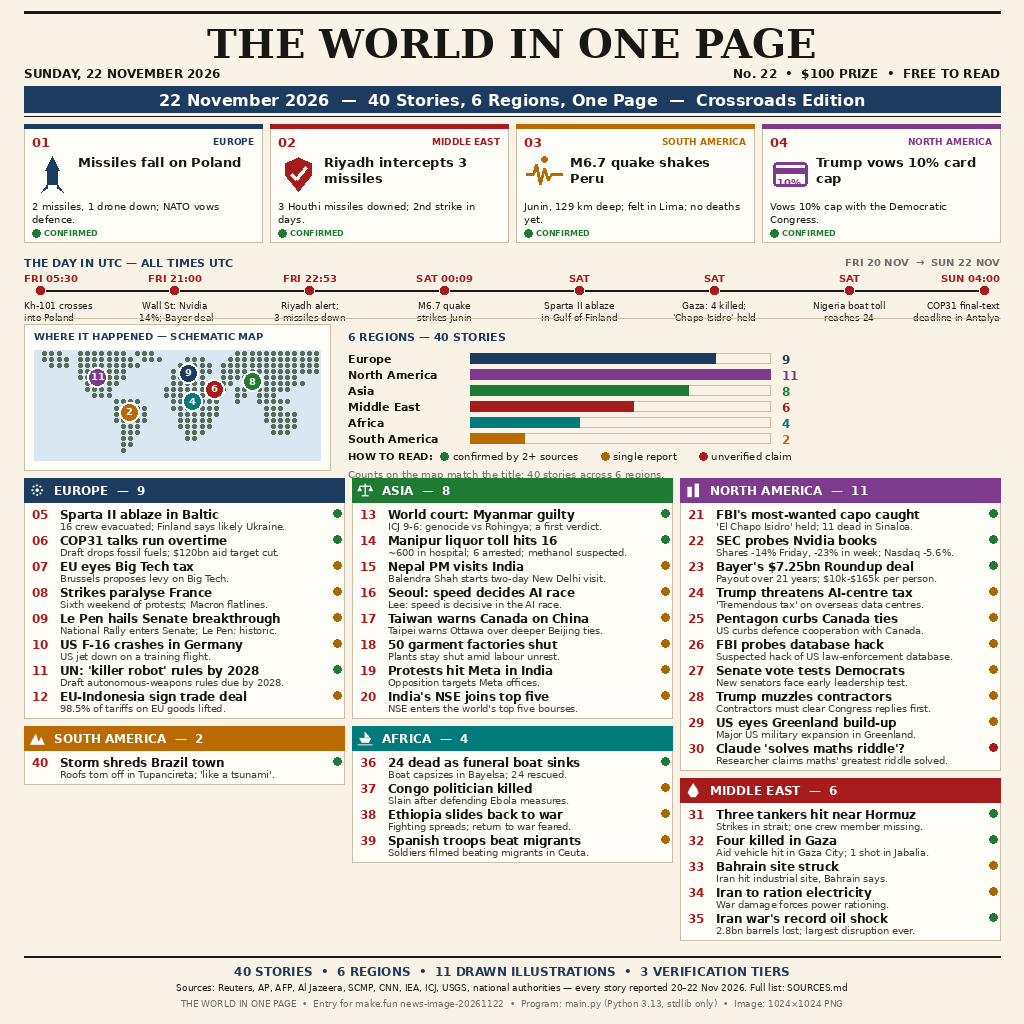 THE WORLD IN ONE PAGE
SUNDAY, 22 NOVEMBER 2026
No. 22 • $100 PRIZE • FREE TO READ
22 November 2026 — 40 Stories, 6 Regions, One Page — Crossroads Edition
01 EUROPE
Missiles fall on Poland
2 missiles, 1 drone down; NATO vows
defence.
CONFIRMED
02 MIDDLE EAST
Riyadh intercepts 3
missiles
3 Houthi missiles downed; 2nd strike in
days.
CONFIRMED
03 SOUTH AMERICA
M6.7 quake shakes
Peru
Junin, 129 km deep; felt in Lima; no deaths
yet.
CONFIRMED
04 NORTH AMERICA
10%
Trump vows 10% card
cap
Vows 10% cap with the Democratic
Congress.
CONFIRMED
THE DAY IN UTC — ALL TIMES UTC
FRI 20 NOV → SUN 22 NOV
FRI 05:30
Kh-101 crosses
into Poland
FRI 21:00
Wall St: Nvidia
14%; Bayer deal
FRI 22:53
Riyadh alert;
3 missiles down
SAT 00:09
M6.7 quake
strikes Junin
SAT
Sparta II ablaze
in Gulf of Finland
SAT
Gaza: 4 killed;
'Chapo Isidro' held
SAT
Nigeria boat toll
reaches 24
SUN 04:00
COP31 final-text
deadline in Antalya
WHERE IT HAPPENED — SCHEMATIC MAP
11
9
8
6
4
2
6 REGIONS — 40 STORIES
Europe 9
North America 11
Asia 8
Middle East 6
Africa 4
South America 2
HOW TO READ: confirmed by 2+ sources single report unverified claim
Counts on the map match the title: 40 stories across 6 regions.
EUROPE — 9
05 Sparta II ablaze in Baltic
16 crew evacuated; Finland says likely Ukraine.
06 COP31 talks run overtime
Draft drops fossil fuels; $120bn aid target cut.
07 EU eyes Big Tech tax
Brussels proposes levy on Big Tech.
08 Strikes paralyse France
Sixth weekend of protests; Macron flatlines.
09 Le Pen hails Senate breakthrough
National Rally enters Senate; Le Pen: historic.
10 US F-16 crashes in Germany
US jet down on a training flight.
11 UN: 'killer robot' rules by 2028
Draft autonomous-weapons rules due by 2028.
12 EU-Indonesia sign trade deal
98.5% of tariffs on EU goods lifted.
SOUTH AMERICA — 2
40 Storm shreds Brazil town
Roofs torn off in Tupancireta; 'like a tsunami'.
ASIA — 8
13 World court: Myanmar guilty
ICJ 9-6: genocide vs Rohingya; a first verdict.
14 Manipur liquor toll hits 16
~600 in hospital; 6 arrested; methanol suspected.
15 Nepal PM visits India
Balendra Shah starts two-day New Delhi visit.
16 Seoul: speed decides AI race
Lee: speed is decisive in the AI race.
17 Taiwan warns Canada on China
Taipei warns Ottawa over deeper Beijing ties.
18 50 garment factories shut
Plants stay shut amid labour unrest.
19 Protests hit Meta in India
Opposition targets Meta offices.
20 India's NSE joins top five
NSE enters the world's top five bourses.
AFRICA — 4
36 24 dead as funeral boat sinks
Boat capsizes in Bayelsa; 24 rescued.
37 Congo politician killed
Slain after defending Ebola measures.
38 Ethiopia slides back to war
Fighting spreads; return to war feared.
39 Spanish troops beat migrants
Soldiers filmed beating migrants in Ceuta.
NORTH AMERICA — 11
21 FBI's most-wanted capo caught
'El Chapo Isidro' held; 11 dead in Sinaloa.
22 SEC probes Nvidia books
Shares -14% Friday, -23% in week; Nasdaq -5.6%.
23 Bayer's $7.25bn Roundup deal
Payout over 21 years; $10k-$165k per person.
24 Trump threatens AI-centre tax
'Tremendous tax' on overseas data centres.
25 Pentagon curbs Canada ties
US curbs defence cooperation with Canada.
26 FBI probes database hack
Suspected hack of US law-enforcement database.
27 Senate vote tests Democrats
New senators face early leadership test.
28 Trump muzzles contractors
Contractors must clear Congress replies first.
29 US eyes Greenland build-up
Major US military expansion in Greenland.
30 Claude 'solves maths riddle'?
Researcher claims maths' greatest riddle solved.
MIDDLE EAST — 6
31 Three tankers hit near Hormuz
Strikes in strait; one crew member missing.
32 Four killed in Gaza
Aid vehicle hit in Gaza City; 1 shot in Jabalia.
33 Bahrain site struck
Iran hit industrial site, Bahrain says.
34 Iran to ration electricity
War damage forces power rationing.
35 Iran war's record oil shock
2.8bn barrels lost; largest disruption ever.
40 STORIES • 6 REGIONS • 11 DRAWN ILLUSTRATIONS • 3 VERIFICATION TIERS
Sources: Reuters, AP, AFP, Al Jazeera, SCMP, CNN, IEA, ICJ, USGS, national authorities — every story reported 20–22 Nov 2026. Full list: SOURCES.md
THE WORLD IN ONE PAGE • Entry for make.fun news-image-20261122 • Program: main.py (Python 3.13, stdlib only) • Image: 1024×1024 PNG